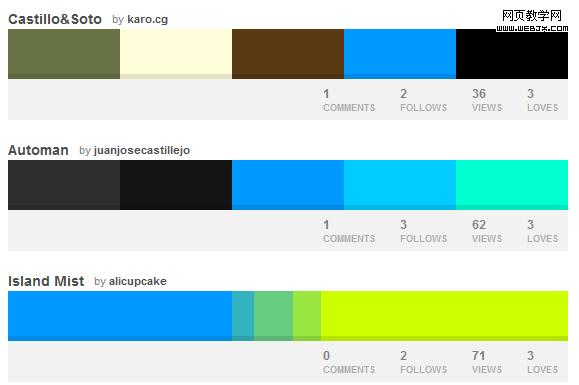 网页教学网
www.webjx.com
Castillo&Soto by karo.cg
1 2 36 3
COMMENTS FOLLOWS VIEWS LOVES
Automan by juanjosecastillejo
1 3 62 3
COMMENTS FOLLOWS VIEWS LOVES
Island Mist by alicupcake
0 2 71 3
COMMENTS FOLLOWS VIEWS LOVES